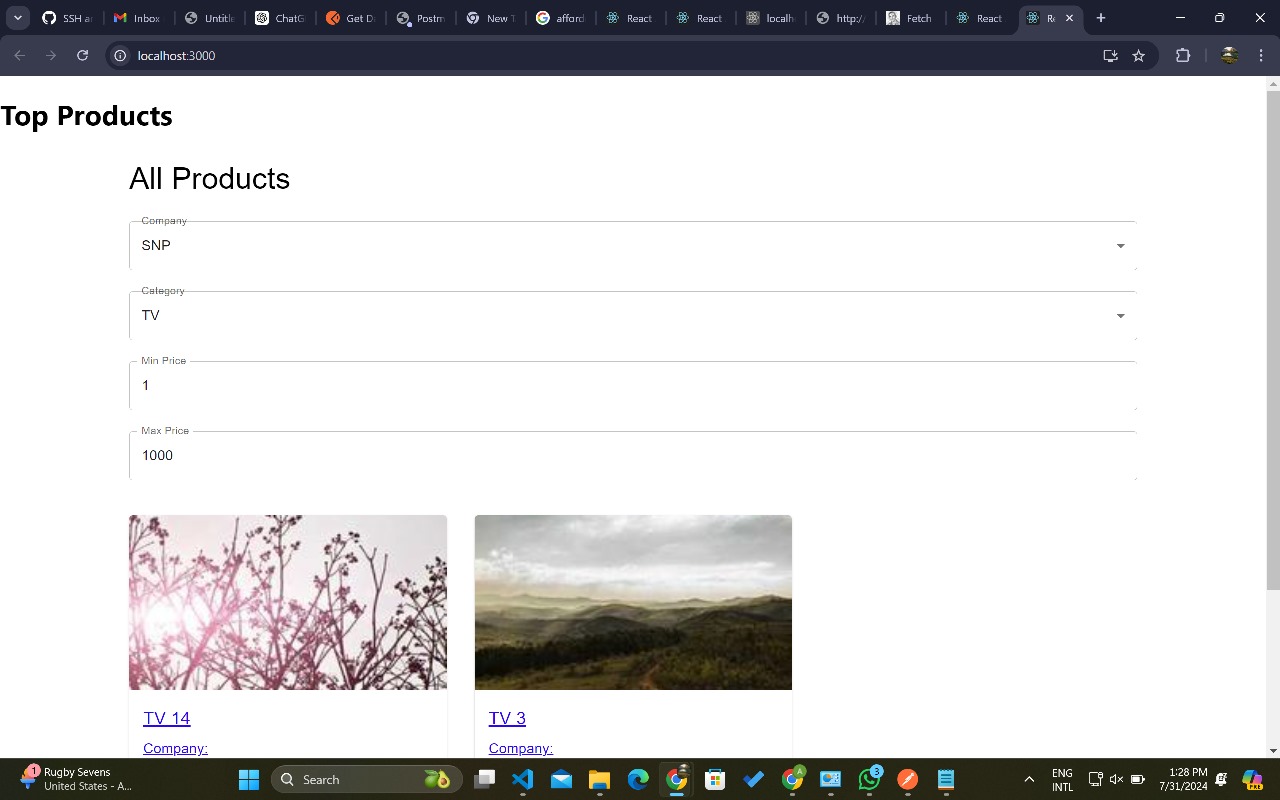 SSH a
Inbox
Untitle
ChatG
Get D
Postm
New T
afford
React
React
localh
http:/
Fetch
React
Re
localhost:3000
Top Products
All Products
Company
SNP
Category
TV
Min Price
1
Max Price
1000
TV 14
TV 3
Company:
Company:
1
Rugby Sevens
United States - A...
Search
3
A
PRE
ENG
INTL
1:28 PM
7/31/2024